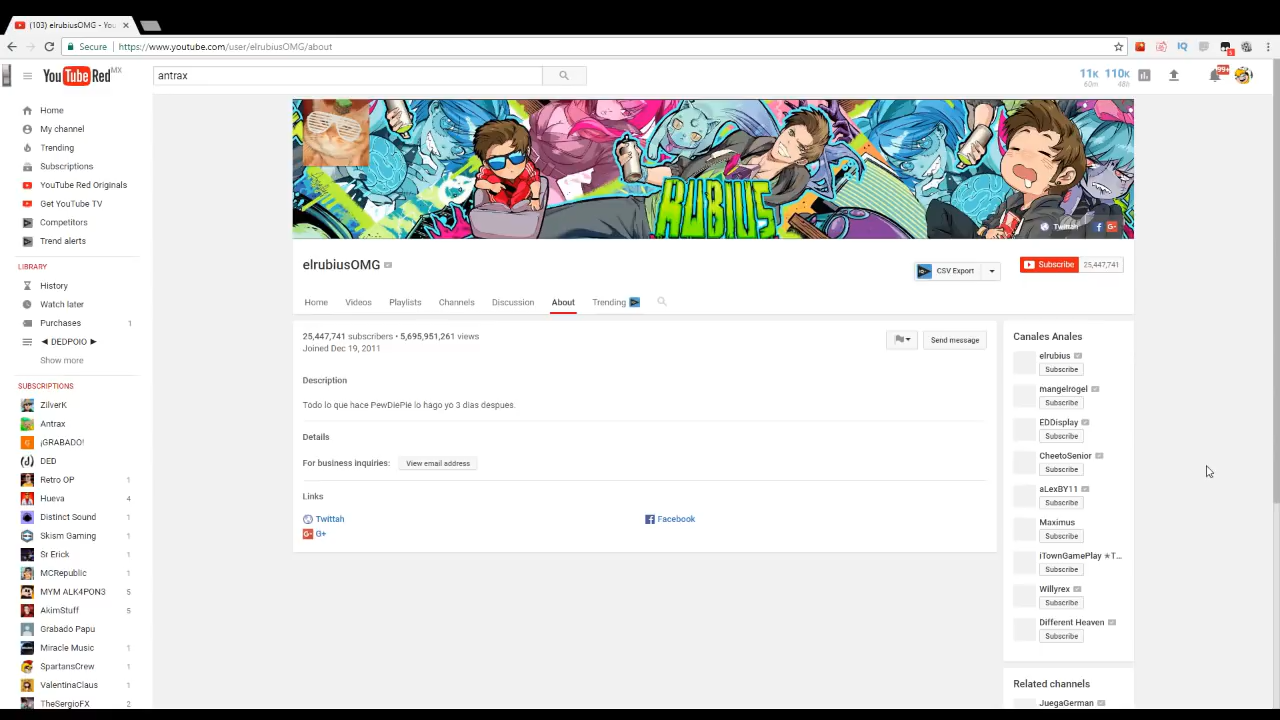 (103) elrubiusOMG - You
Secure
https://www.youtube.com/user/elrubiusOMG/about
YouTube Red MX
antrax
11K 110K
60m 48h
99+
Home
My channel
Trending
Subscriptions
YouTube Red Originals
Get YouTube TV
Competitors
Trend alerts
LIBRARY
History
Watch later
Purchases 1
◄ DEDPOIO ►
Show more
SUBSCRIPTIONS
ZilverK
Antrax
¡GRABADO!
DED
Retro OP 1
Hueva 4
Distinct Sound 1
Skism Gaming 1
Sr Erick 1
MCRepublic 1
MYM ALK4PON3 5
AkimStuff 5
Grabado Papu
Miracle Music 1
SpartansCrew 1
ValentinaClaus 1
TheSergioFX 2
RUBIUS
Twittah
elrubiusOMG
CSV Export
Subscribe 25,447,741
Home Videos Playlists Channels Discussion About Trending
25,447,741 subscribers • 5,695,951,261 views
Joined Dec 19, 2011
Send message
Description
Todo lo que hace PewDiePie lo hago yo 3 dias despues.
Details
For business inquiries: View email address
Links
Twittah
Facebook
G+
Canales Anales
elrubius
Subscribe
mangelrogel
Subscribe
EDDisplay
Subscribe
CheetoSenior
Subscribe
aLexBY11
Subscribe
Maximus
Subscribe
iTownGamePlay ★T...
Subscribe
Willyrex
Subscribe
Different Heaven
Subscribe
Related channels
JuegaGerman